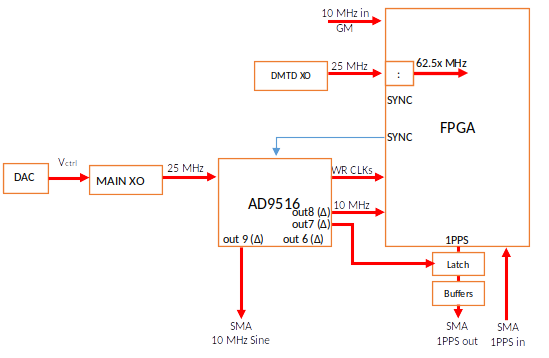 10 MHz in
GM
DMTD XO
25 MHz
:
62.5x MHz
SYNC
FPGA
SYNC
DAC
Vctrl
MAIN XO
25 MHz
AD9516
WR CLKs
out8 (Δ)
10 MHz
out7 (Δ)
out 9 (Δ)
out 6 (Δ)
1PPS
Latch
Buffers
SMA
10 MHz Sine
SMA
1PPS out
SMA
1PPS in